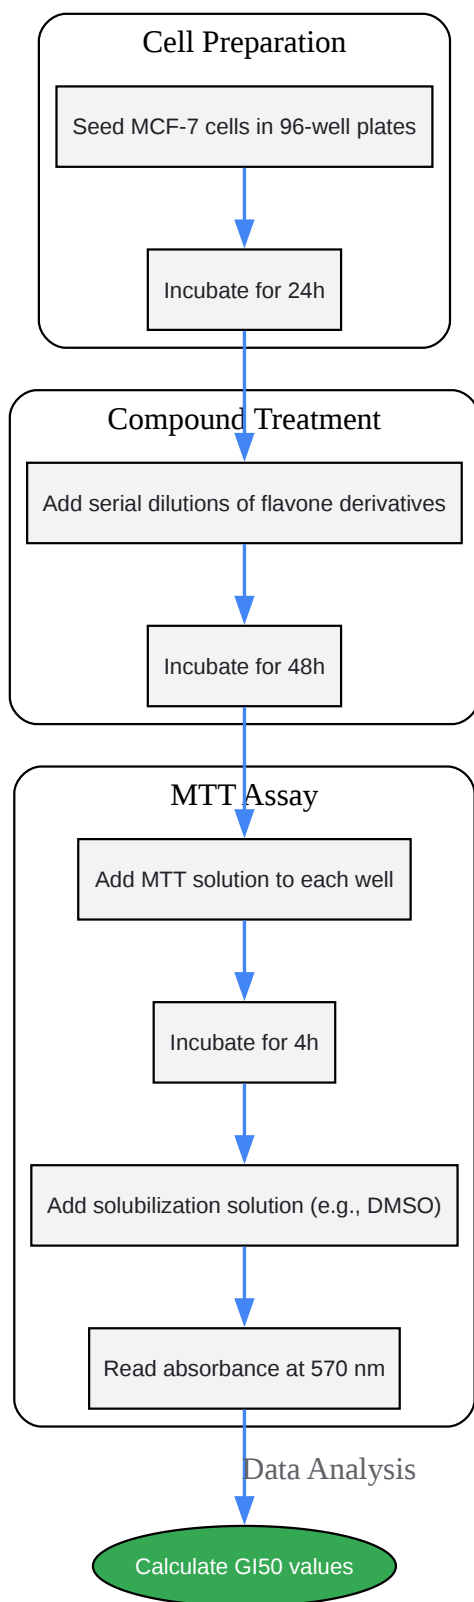 Cell Preparation
Seed MCF-7 cells in 96-well plates
Incubate for 24h
Compound Treatment
Add serial dilutions of flavone derivatives
Incubate for 48h
MTT Assay
Add MTT solution to each well
Incubate for 4h
Add solubilization solution (e.g., DMSO)
Read absorbance at 570 nm
Data Analysis
Calculate GI50 values